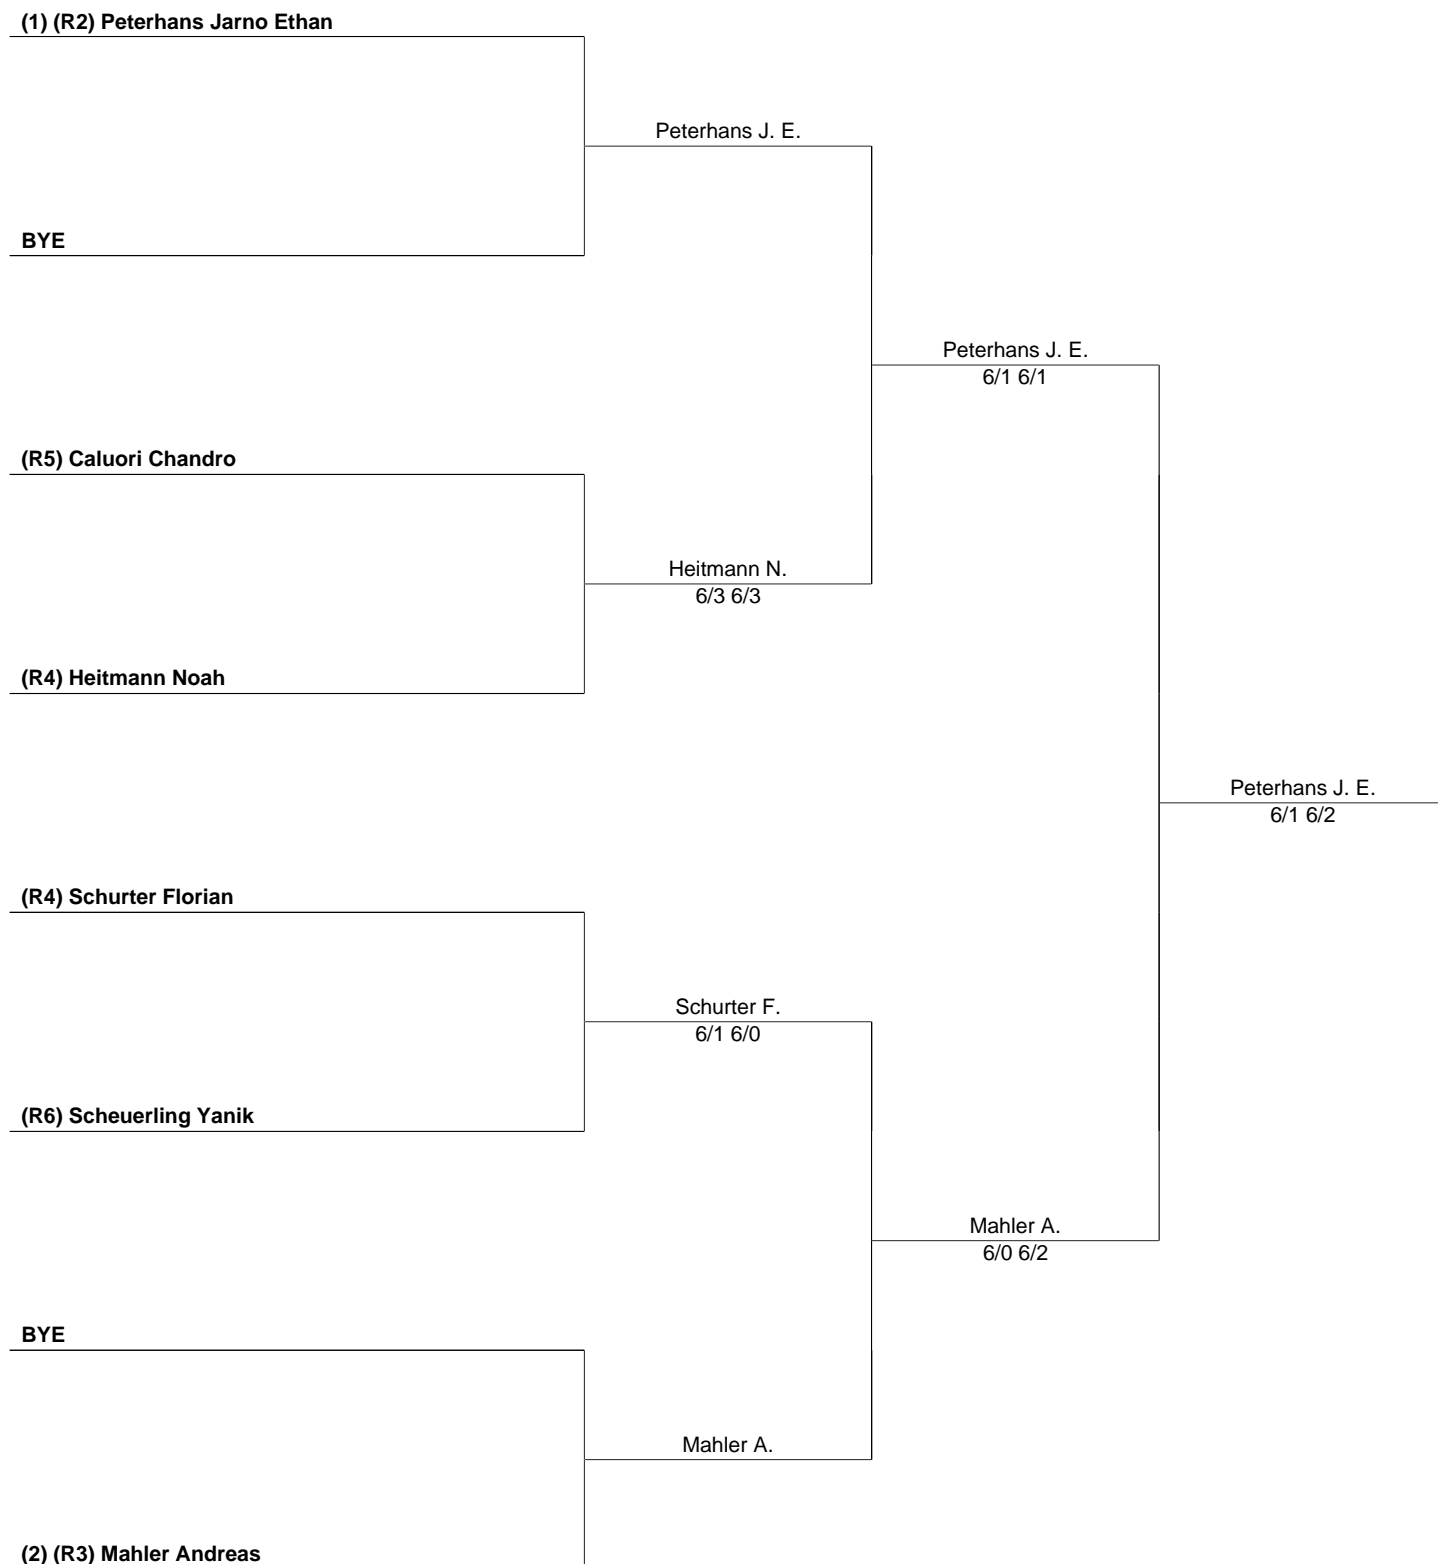 (1) (R2) Peterhans Jarno Ethan
Peterhans J. E.
BYE
Peterhans J. E.
6/1 6/1
(R5) Caluori Chandro
Heitmann N.
6/3 6/3
(R4) Heitmann Noah
Peterhans J. E.
6/1 6/2
(R4) Schurter Florian
Schurter F.
6/1 6/0
(R6) Scheuerling Yanik
Mahler A.
6/0 6/2
BYE
Mahler A.
(2) (R3) Mahler Andreas